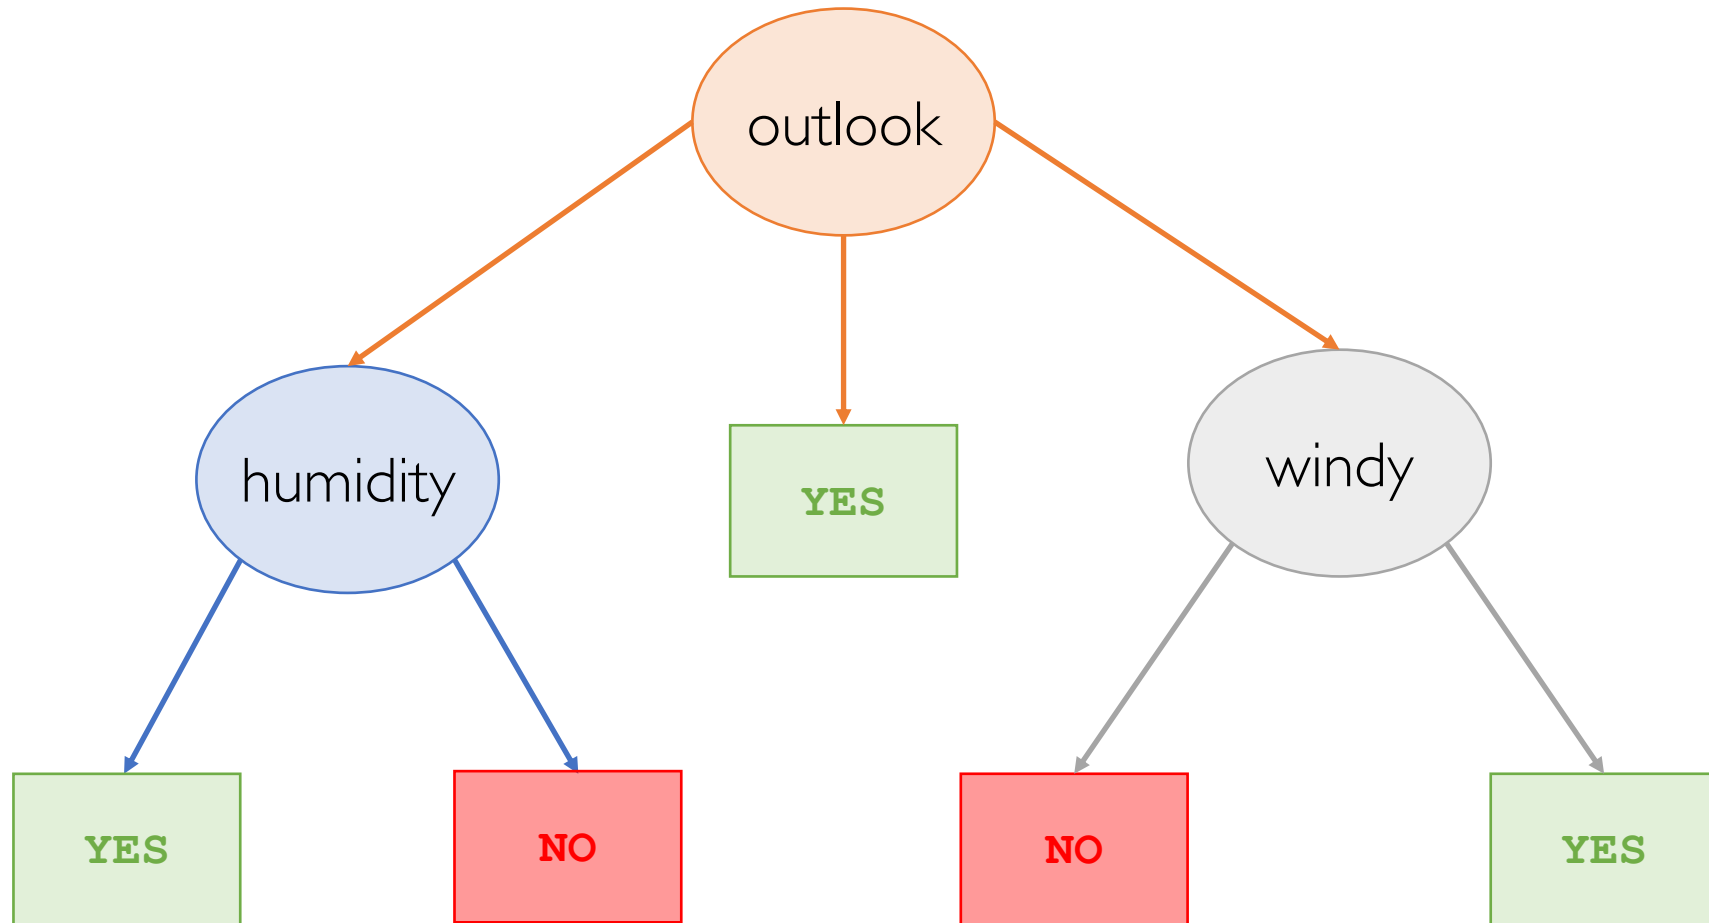 outlook
humidity
YES
windy
YES
NO
NO
YES